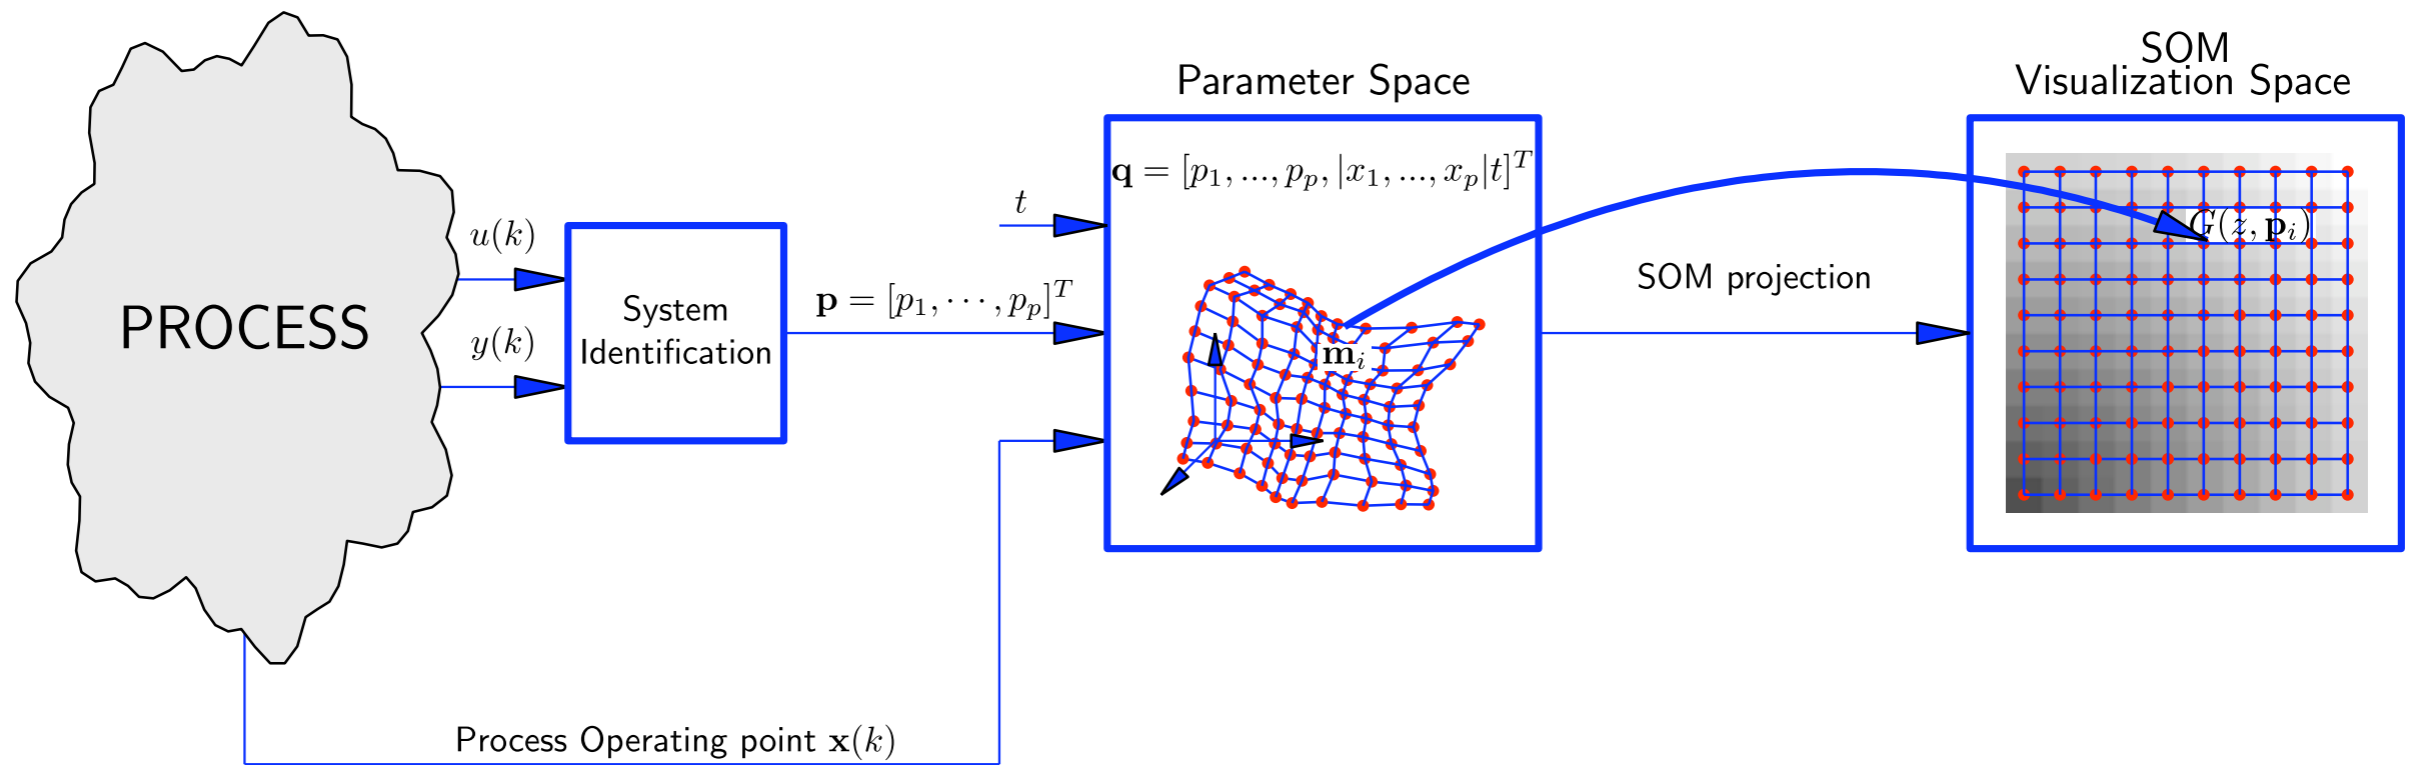 PROCESS
u(k)
y(k)
System
Identification
p = [p₁, ⋯, pₚ]ᵀ
t
Process Operating point x(k)
Parameter Space
q = [p₁, ..., pₚ, |x₁, ..., xₚ|t]ᵀ
mᵢ
SOM projection
SOM
Visualization Space
G(z, pᵢ)